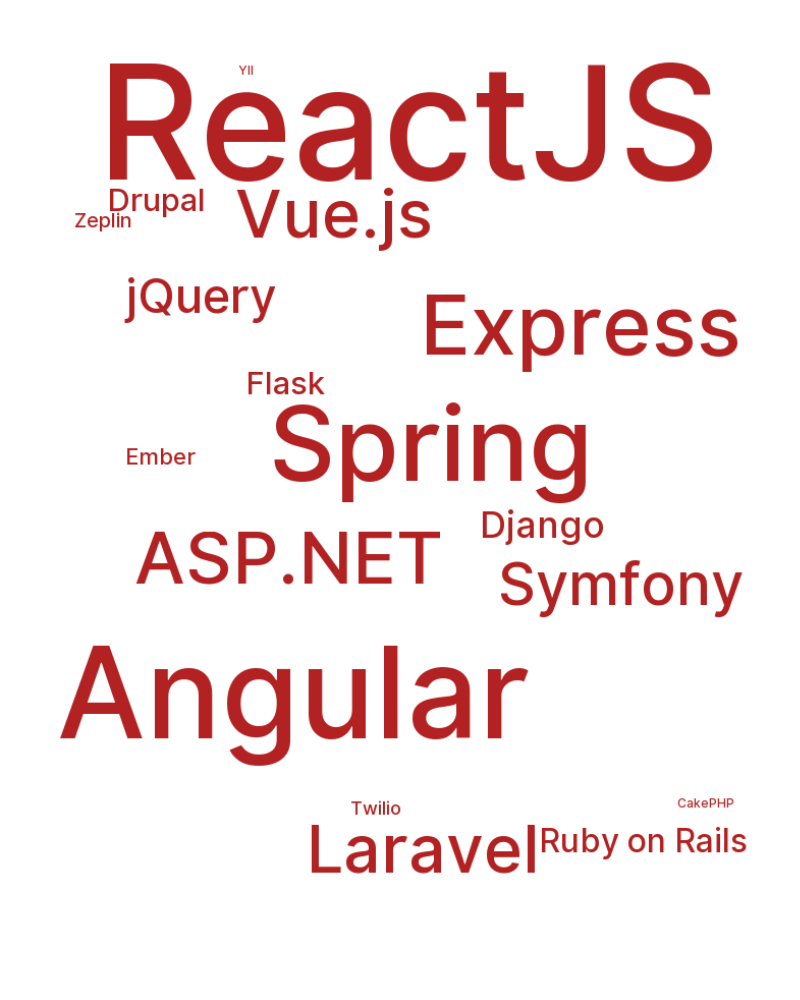 YII
ReactJS
Drupal
Zeplin
Vue.js
jQuery
Express
Flask
Spring
Ember
Django
ASP.NET
Symfony
Angular
Twilio
CakePHP
Laravel
Ruby on Rails